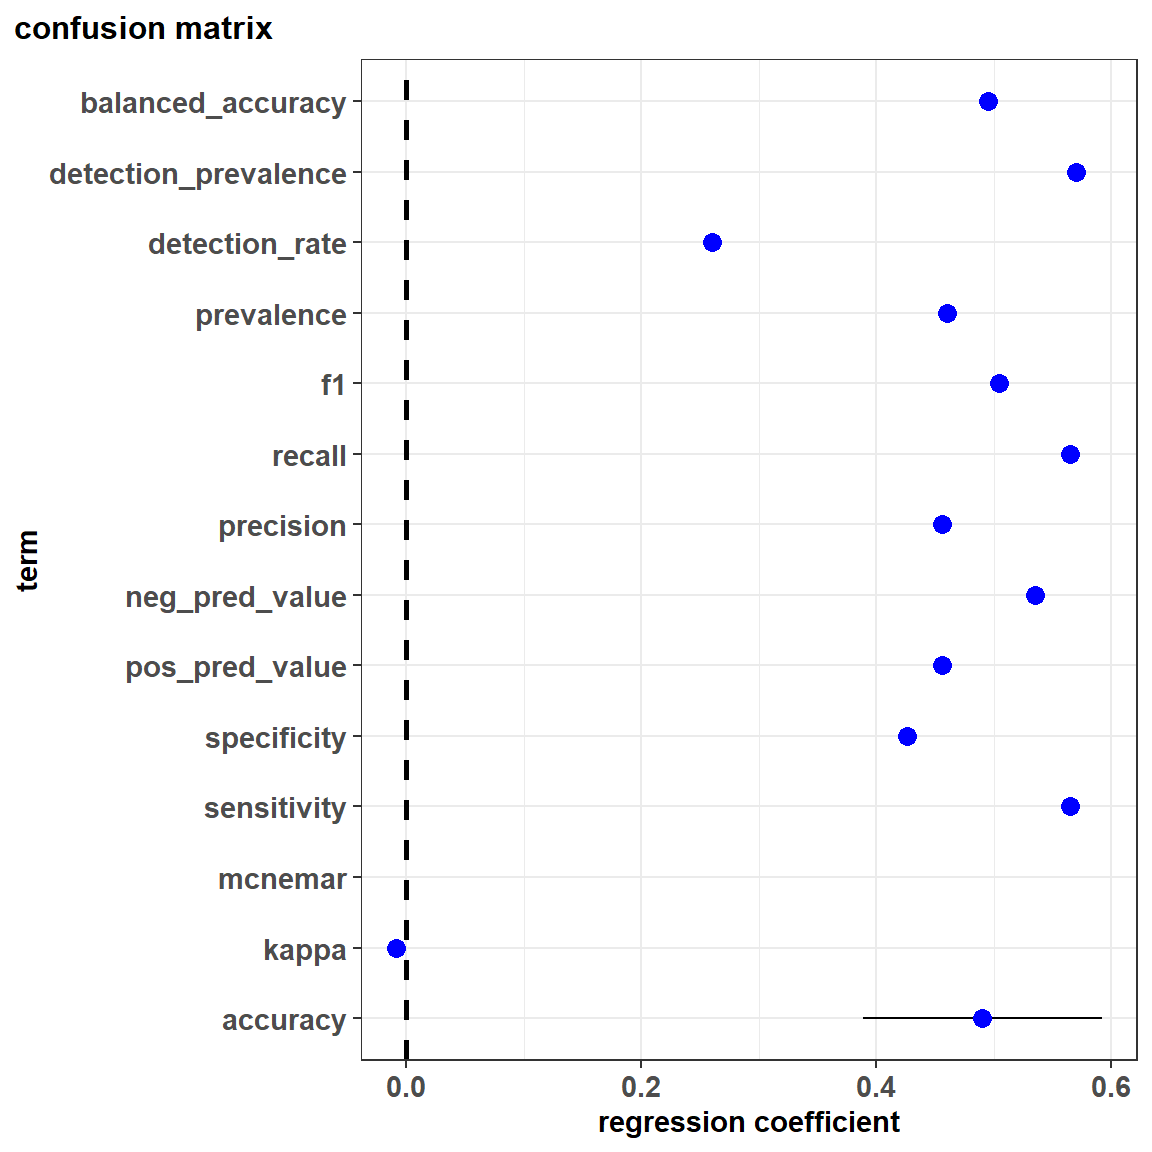 confusion matrix
balanced_accuracy
detection_prevalence
detection_rate
prevalence
f1
recall
precision
neg_pred_value
pos_pred_value
specificity
sensitivity
mcnemar
kappa
accuracy
term
0.0 0.2 0.4 0.6
regression coefficient